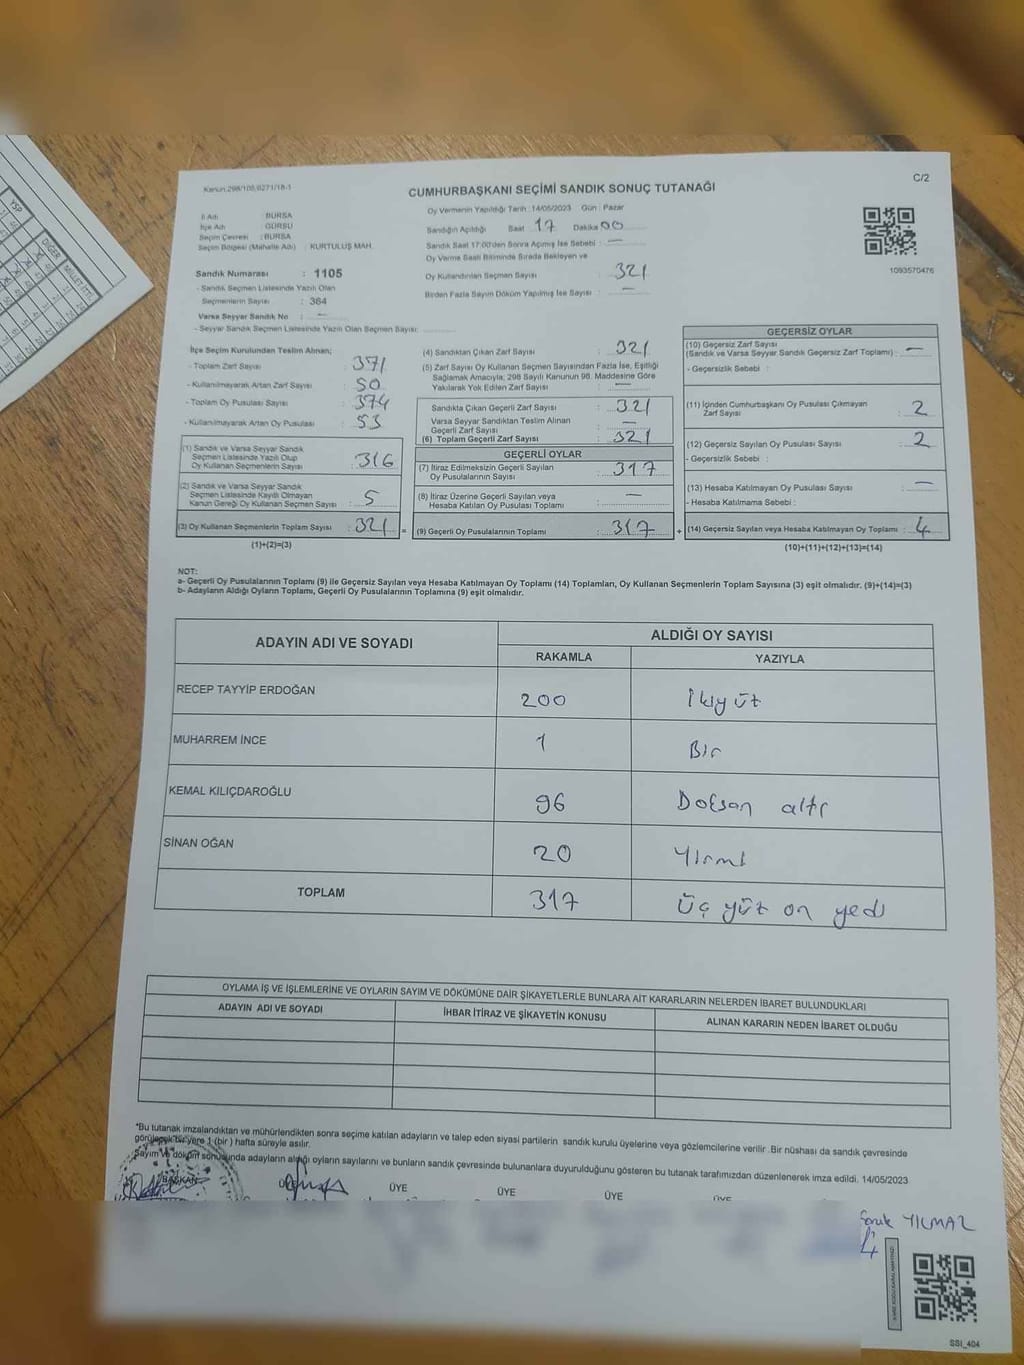 Kanun:298/105,6271/18-1
CUMHURBAŞKANI SEÇİMİ SANDIK SONUÇ TUTANAĞI
C/2
İl Adı : BURSA
İlçe Adı : GÜRSU
Seçim Çevresi : BURSA
Seçim Bölgesi (Mahalle Adı) : KURTULUŞ MAH.
Oy Vermenin Yapıldığı Tarih :14/05/2023 Gün : Pazar
Sandığın Açıldığı Saat 17 Dakika 00
Sandık Saat 17:00'den Sonra Açılmış İse Sebebi : —
Oy Verme Saati Bitiminde Sırada Bekleyen ve
Oy Kullandırılan Seçmen Sayısı : 321
Birden Fazla Sayım Döküm Yapılmış İse Sayısı : —
1093570476
Sandık Numarası : 1105
- Sandık Seçmen Listesinde Yazılı Olan
Seçmenlerin Sayısı : 364
Varsa Seyyar Sandık No : —
- Seyyar Sandık Seçmen Listesinde Yazılı Olan Seçmen Sayısı:
İlçe Seçim Kurulundan Teslim Alınan;
- Toplam Zarf Sayısı : 371
- Kullanılmayarak Artan Zarf Sayısı : 50
- Toplam Oy Pusulası Sayısı : 374
- Kullanılmayarak Artan Oy Pusulası : 53
(1) Sandık ve Varsa Seyyar Sandık
Seçmen Listesinde Yazılı Olup
Oy Kullanan Seçmenlerin Sayısı : 316
(2) Sandık ve Varsa Seyyar Sandık
Seçmen Listesinde Kayıtlı Olmayan
Kanun Gereği Oy Kullanan Seçmen Sayısı : 5
(3) Oy Kullanan Seçmenlerin Toplam Sayısı : 321 =
(1)+(2)=(3)
(4) Sandıktan Çıkan Zarf Sayısı : 321
(5) Zarf Sayısı Oy Kullanan Seçmen Sayısından Fazla İse, Eşitliği
Sağlamak Amacıyla; 298 Sayılı Kanunun 98. Maddesine Göre
Yakılarak Yok Edilen Zarf Sayısı : —
Sandıkta Çıkan Geçerli Zarf Sayısı : 321
Varsa Seyyar Sandıktan Teslim Alınan
Geçerli Zarf Sayısı : —
(6) Toplam Geçerli Zarf Sayısı : 321
GEÇERLİ OYLAR
(7) İtiraz Edilmeksizin Geçerli Sayılan
Oy Pusulalarının Sayısı : 317
(8) İtiraz Üzerine Geçerli Sayılan veya
Hesaba Katılan Oy Pusulası Toplamı : —
(9) Geçerli Oy Pusulalarının Toplamı : 317 +
GEÇERSİZ OYLAR
(10) Geçersiz Zarf Sayısı
(Sandık ve Varsa Seyyar Sandık Geçersiz Zarf Toplamı) : —
- Geçersizlik Sebebi :
(11) İçinden Cumhurbaşkanı Oy Pusulası Çıkmayan
Zarf Sayısı : 2
(12) Geçersiz Sayılan Oy Pusulası Sayısı : 2
- Geçersizlik Sebebi :
(13) Hesaba Katılmayan Oy Pusulası Sayısı : —
- Hesaba Katılmama Sebebi :
(14) Geçersiz Sayılan veya Hesaba Katılmayan Oy Toplamı : 4
(10)+(11)+(12)+(13)=(14)
NOT:
a- Geçerli Oy Pusulalarının Toplamı (9) ile Geçersiz Sayılan veya Hesaba Katılmayan Oy Toplamı (14) Toplamları, Oy Kullanan Seçmenlerin Toplam Sayısına (3) eşit olmalıdır. (9)+(14)=(3)
b- Adayların Aldığı Oyların Toplamı, Geçerli Oy Pusulalarının Toplamına (9) eşit olmalıdır.
ADAYIN ADI VE SOYADI ALDIĞI OY SAYISI
RAKAMLA YAZIYLA
RECEP TAYYİP ERDOĞAN 200 İkiyüz
MUHARREM İNCE 1 Bir
KEMAL KILIÇDAROĞLU 96 Doksan altı
SİNAN OĞAN 20 Yirmi
TOPLAM 317 Üç yüz on yedi
OYLAMA İŞ VE İŞLEMLERİNE VE OYLARIN SAYIM VE DÖKÜMÜNE DAİR ŞİKAYETLERLE BUNLARA AİT KARARLARIN NELERDEN İBARET BULUNDUKLARI
ADAYIN ADI VE SOYADI İHBAR İTİRAZ VE ŞİKAYETİN KONUSU ALINAN KARARIN NEDEN İBARET OLDUĞU
*Bu tutanak imzalandıktan ve mühürlendikten sonra seçime katılan adayların ve talep eden siyasi partilerin sandık kurulu üyelerine veya gözlemcilerine verilir .Bir nüshası da sandık çevresinde
görülecek bir yere 1 (bir ) hafta süreyle asılır.
Sayım ve döküm sonucunda adayların aldığı oyların sayılarını ve bunların sandık çevresinde bulunanlara duyurulduğunu gösteren bu tutanak tarafımızdan düzenlenerek imza edildi. 14/05/2023
BAŞKAN ÜYE ÜYE ÜYE ÜYE
Faruk YILMAZ
SSI_404
YSP
DİĞER
MİLLET İTTİ.